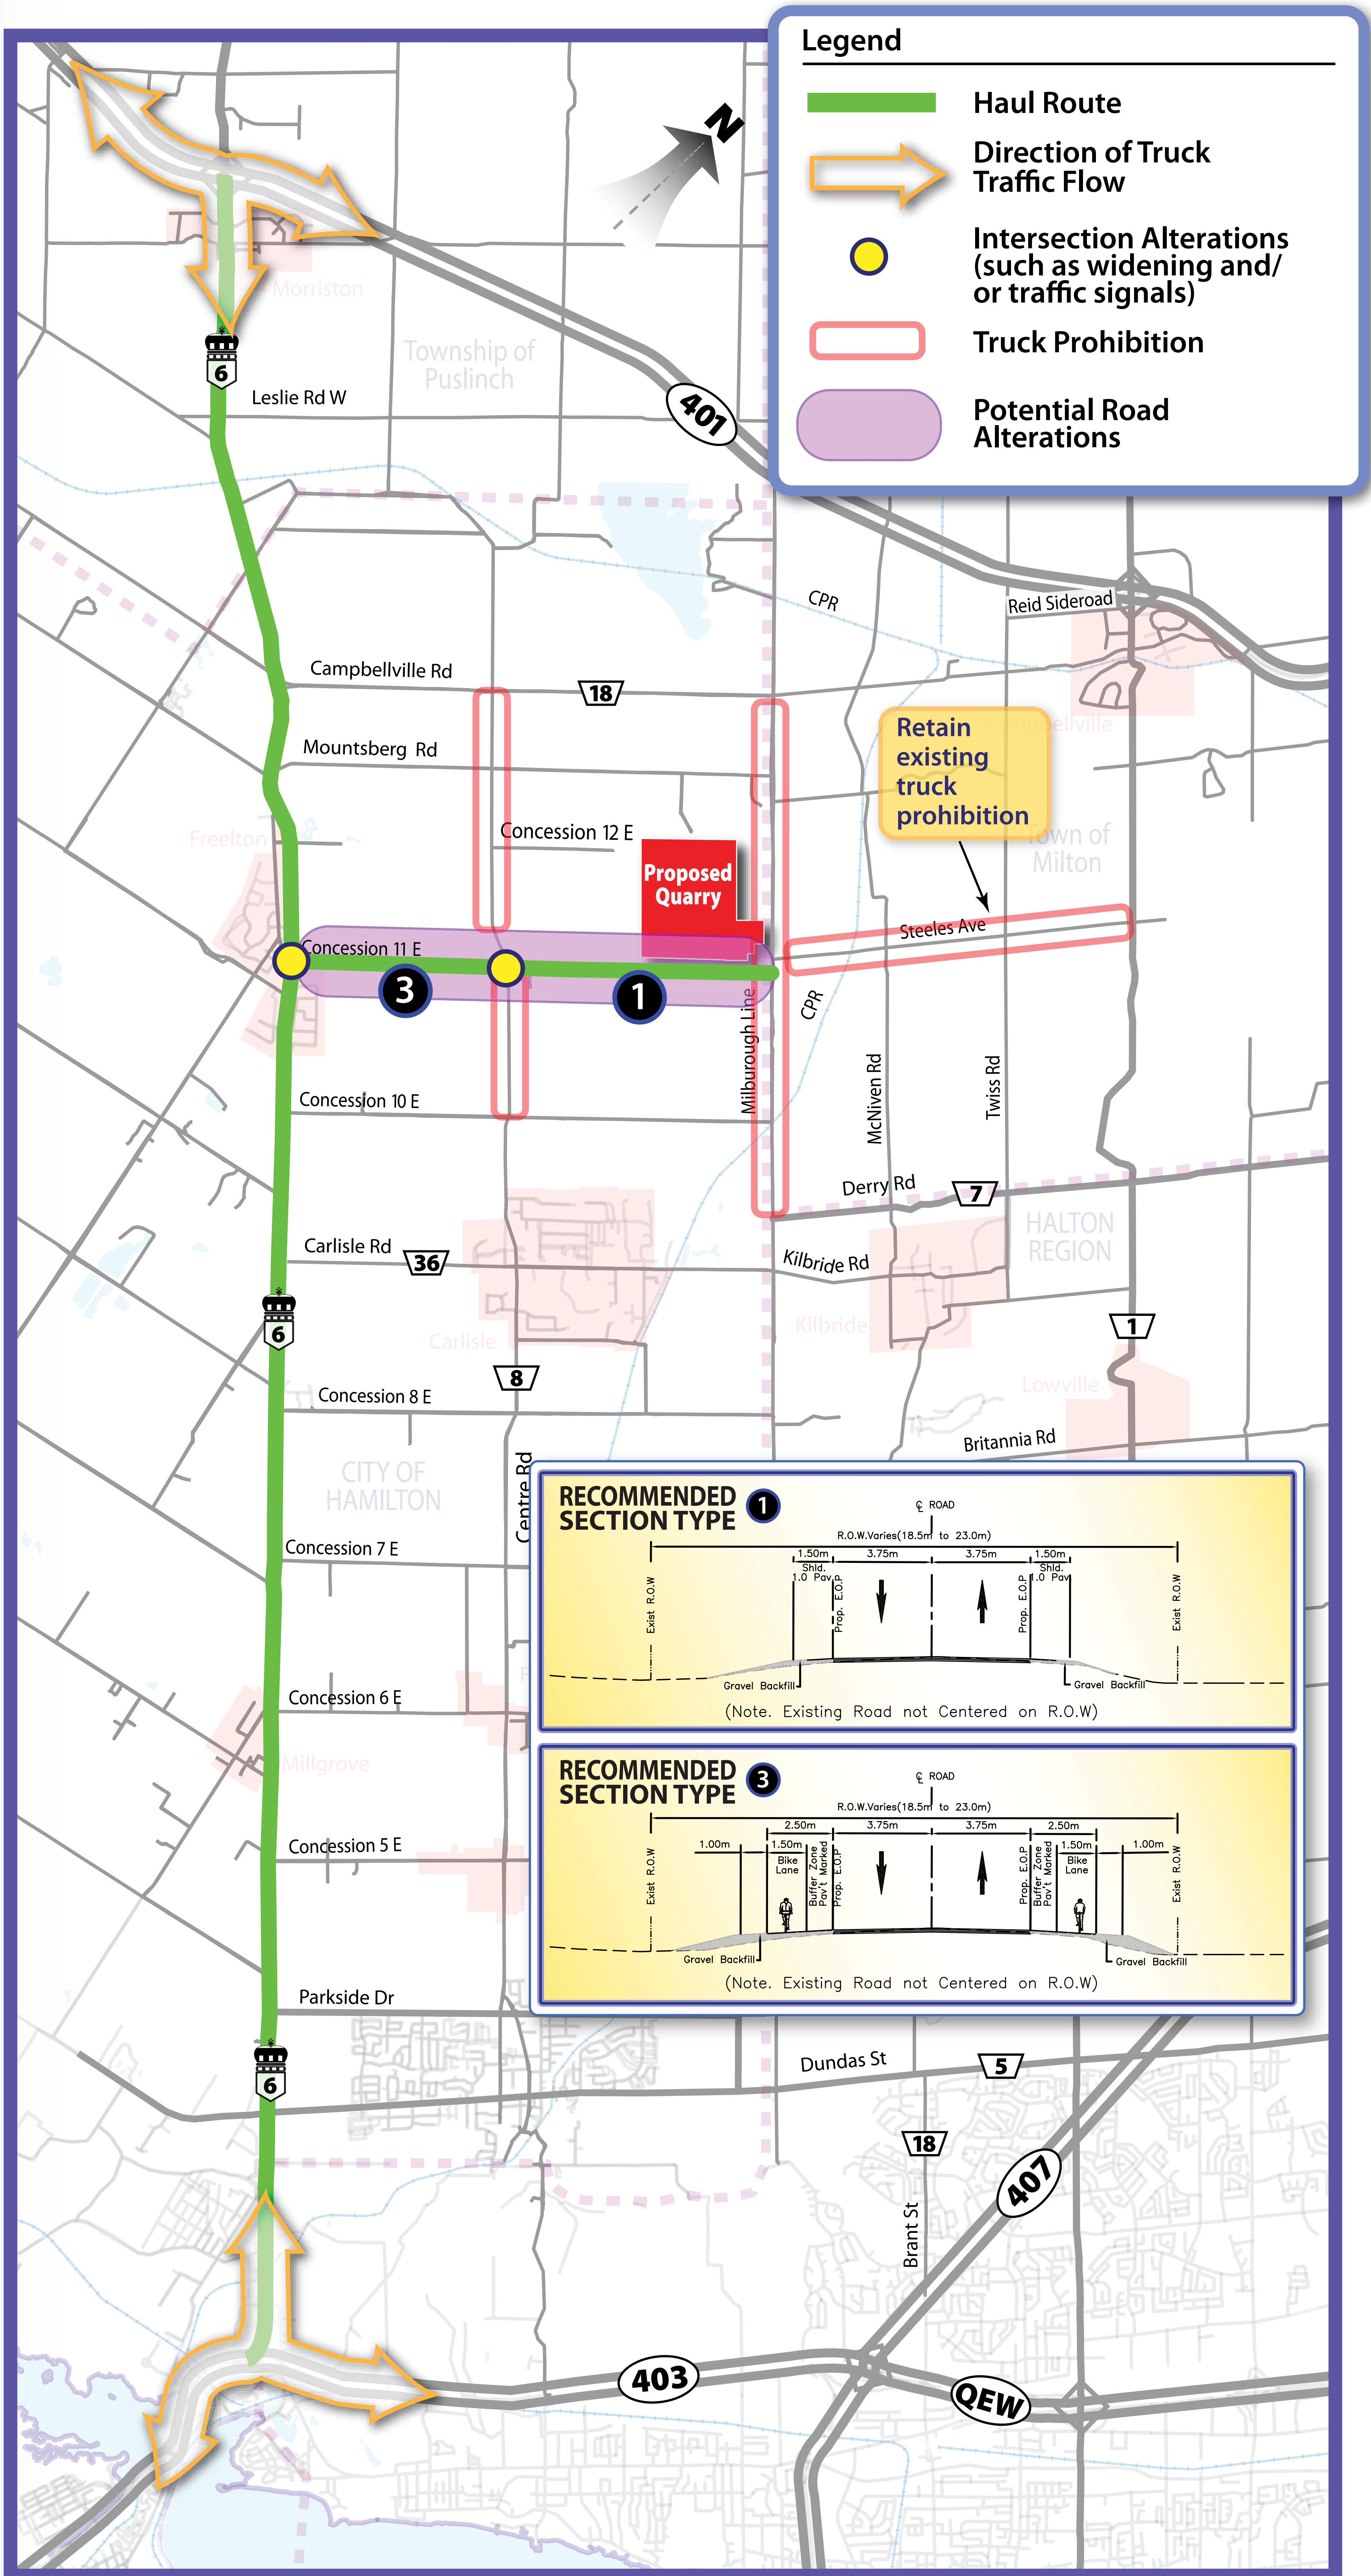 Legend
Haul Route
Direction of Truck
Traffic Flow
Intersection Alterations
(such as widening and/
or traffic signals)
Truck Prohibition
Potential Road
Alterations
N
Morriston
6
Township of
Puslinch
Leslie Rd W
401
CPR
Reid Sideroad
Campbellville Rd
18
Campbellville
Retain
existing
truck
prohibition
Mountsberg Rd
Freelton
Concession 12 E
Town of
Milton
Proposed
Quarry
Steeles Ave
Concession 11 E
3
1
Milburough Line
CPR
McNiven Rd
Twiss Rd
Concession 10 E
Derry Rd
7
HALTON
REGION
Carlisle Rd
36
Kilbride Rd
6
Carlisle
Kilbride
1
8
Lowville
Concession 8 E
Britannia Rd
CITY OF
HAMILTON
Centre Rd
Concession 7 E
Concession 6 E
Millgrove
Concession 5 E
Parkside Dr
6
RECOMMENDED
SECTION TYPE 1
℄ ROAD
R.O.W.Varies(18.5m to 23.0m)
1.50m 3.75m 3.75m 1.50m
Shld. Shld.
1.0 Pav. 1.0 Pav.
Exist R.O.W
Prop. E.O.P
Prop. E.O.P
Exist R.O.W
Gravel Backfill
Gravel Backfill
(Note. Existing Road not Centered on R.O.W)
RECOMMENDED
SECTION TYPE 3
℄ ROAD
R.O.W.Varies(18.5m to 23.0m)
2.50m 3.75m 3.75m 2.50m
1.00m 1.50m 1.50m 1.00m
Bike Bike
Lane Lane
Exist R.O.W
Buffer Zone
Pav't Marked
Prop. E.O.P
Prop. E.O.P
Buffer Zone
Pav't Marked
Exist R.O.W
Gravel Backfill
Gravel Backfill
(Note. Existing Road not Centered on R.O.W)
Dundas St
5
18
407
Brant St
403
QEW